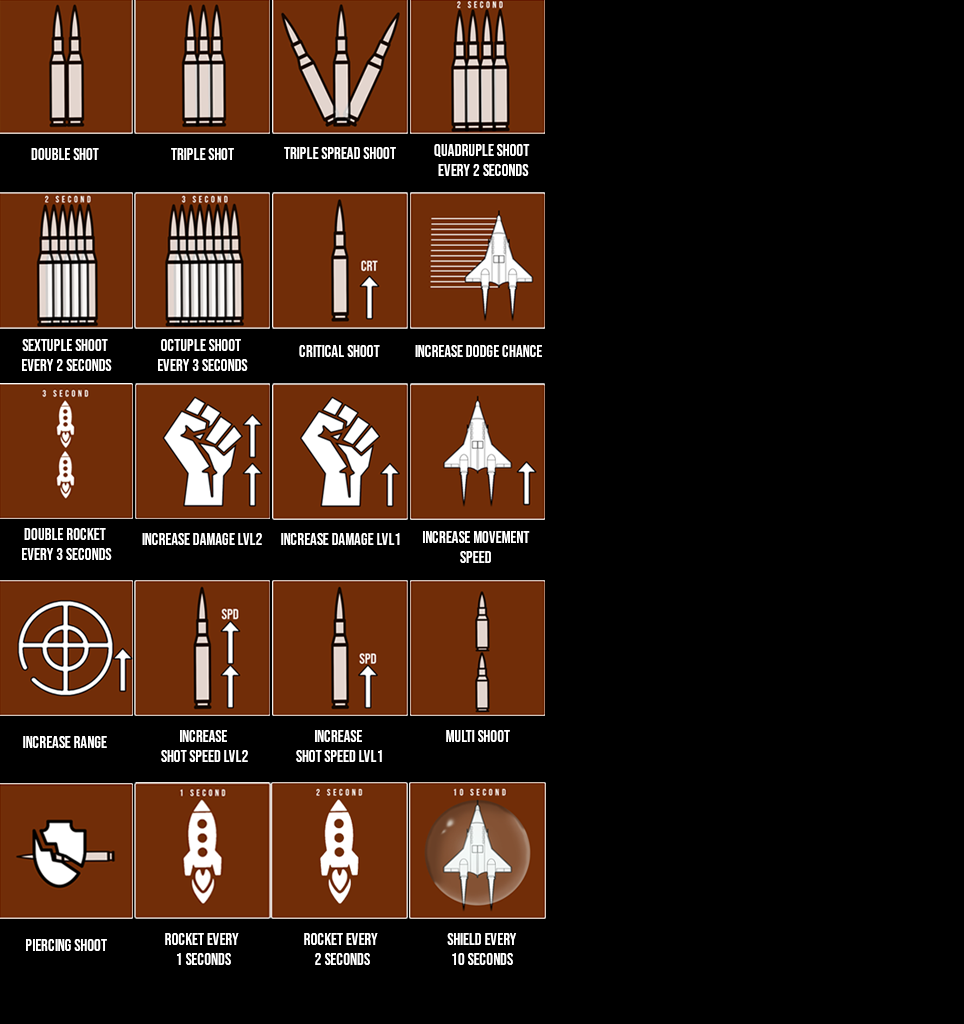 2 SECOND
DOUBLE SHOT
TRIPLE SHOT
TRIPLE SPREAD SHOOT
QUADRUPLE SHOOT
EVERY 2 SECONDS
2 SECOND
3 SECOND
CRT
SEXTUPLE SHOOT
EVERY 2 SECONDS
OCTUPLE SHOOT
EVERY 3 SECONDS
CRITICAL SHOOT
INCREASE DODGE CHANCE
3 SECOND
DOUBLE ROCKET
EVERY 3 SECONDS
INCREASE DAMAGE LVL2
INCREASE DAMAGE LVL1
INCREASE MOVEMENT
SPEED
SPD
SPD
INCREASE RANGE
INCREASE
SHOT SPEED LVL2
INCREASE
SHOT SPEED LVL1
MULTI SHOOT
1 SECOND
2 SECOND
10 SECOND
PIERCING SHOOT
ROCKET EVERY
1 SECONDS
ROCKET EVERY
2 SECONDS
SHIELD EVERY
10 SECONDS